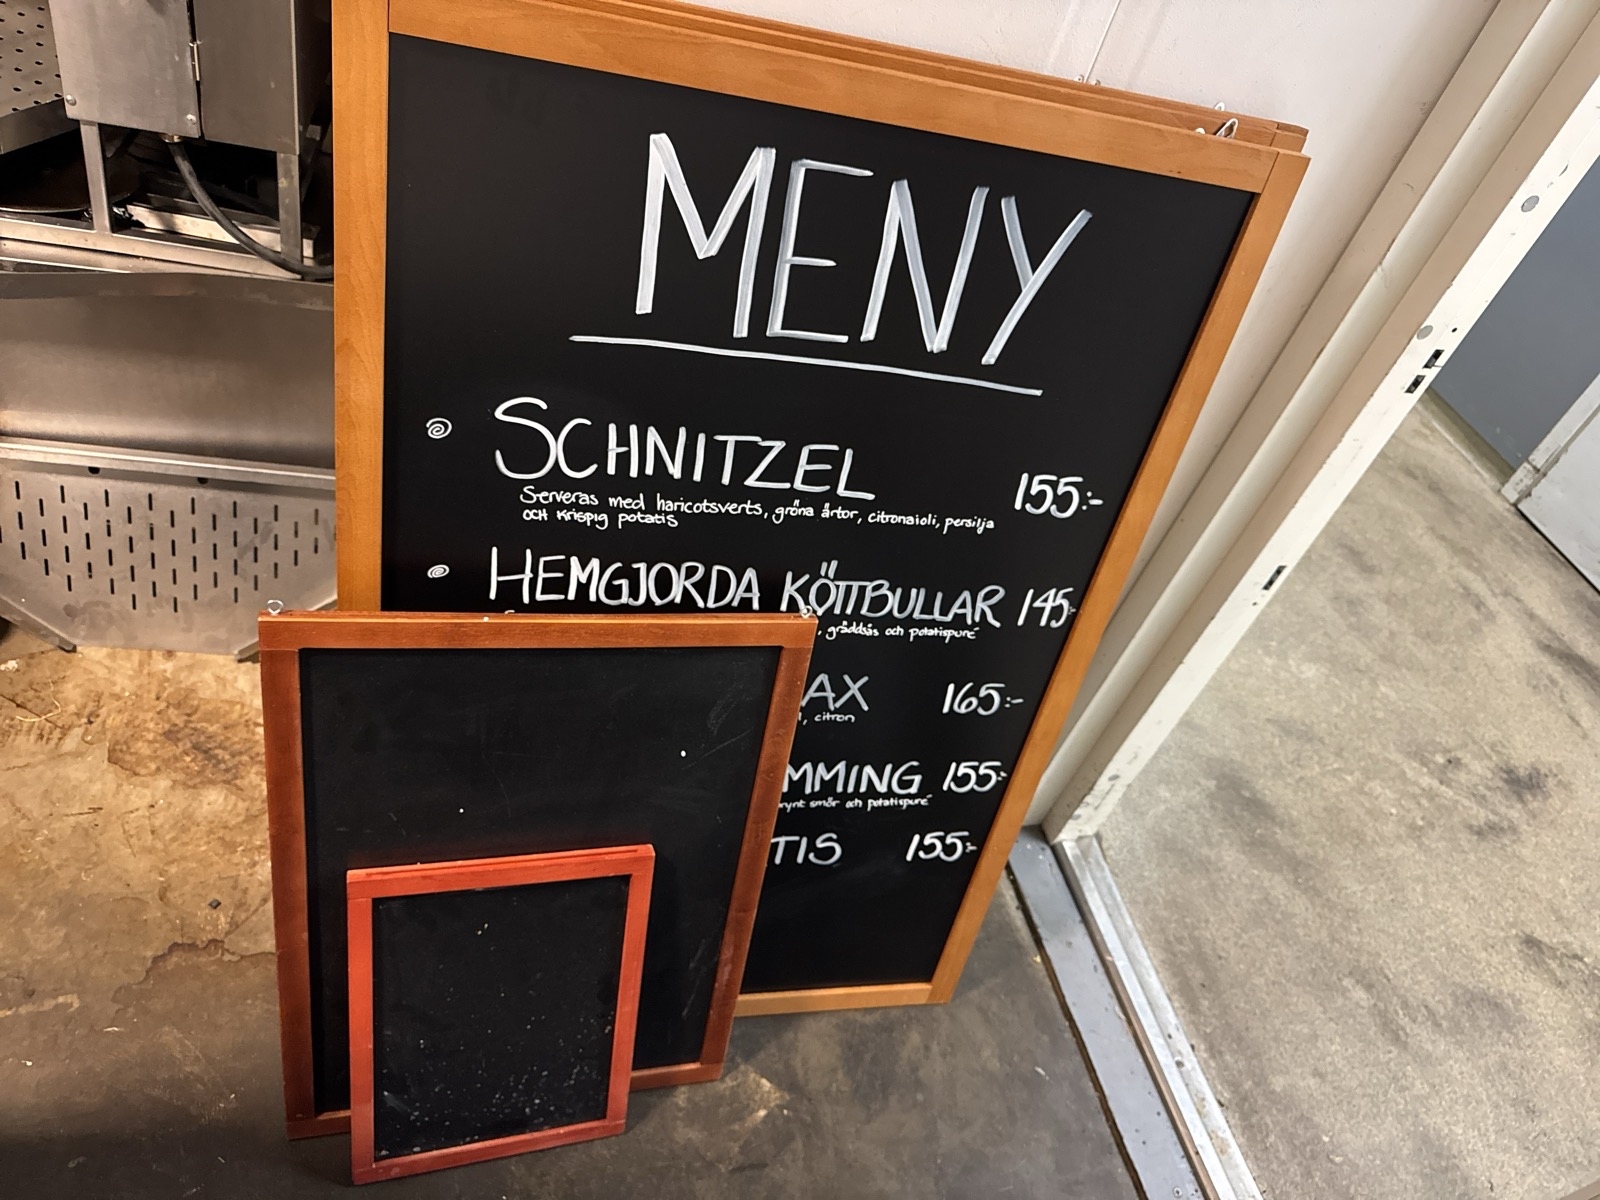 MENY
SCHNITZEL 155:-
Serveras med haricotsverts, gröna ärtor, citronaioli, persilja
och krispig potatis
HEMGJORDA KÖTTBULLAR 145:-
, gräddsås och potatispuré
AX 165:-
, citron
MMING 155:-
rynt smör och potatispuré
TIS 155:-